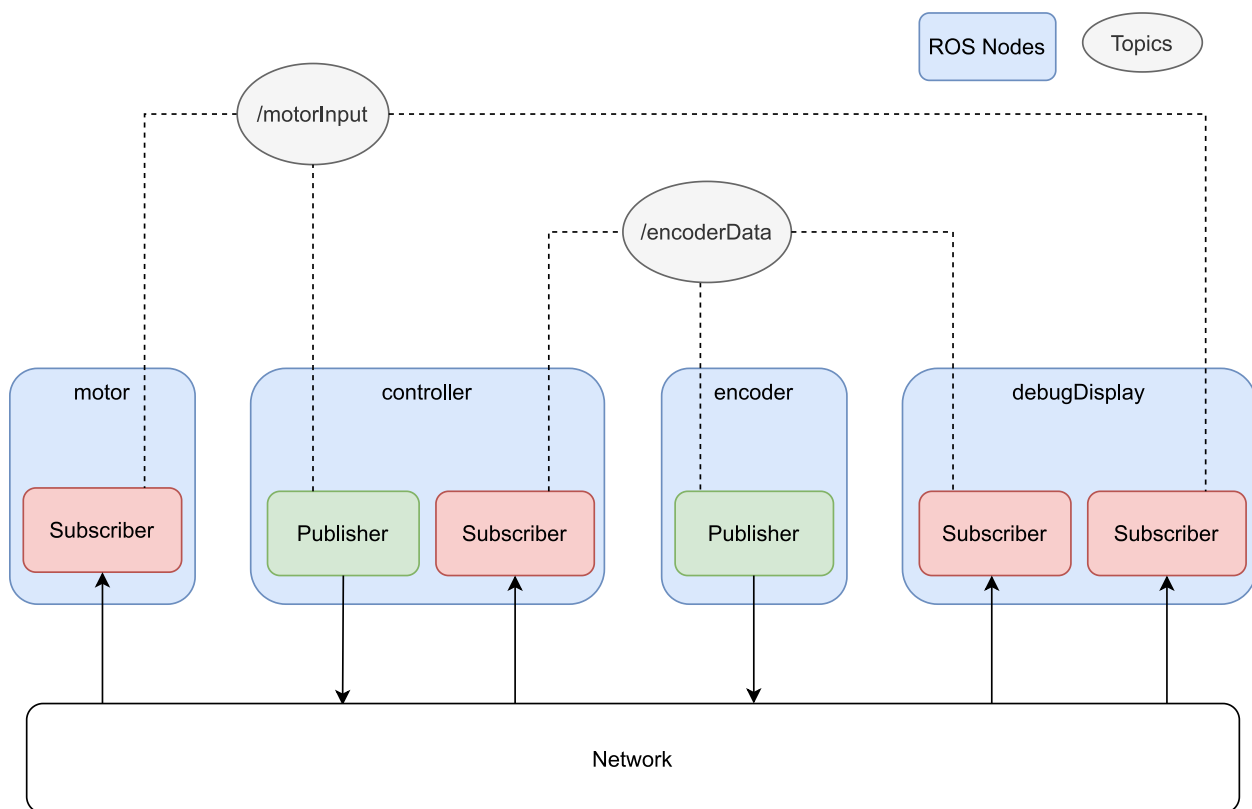 ROS Nodes
Topics
/motorInput
/encoderData
motor
controller
encoder
debugDisplay
Subscriber
Publisher
Subscriber
Publisher
Subscriber
Subscriber
Network